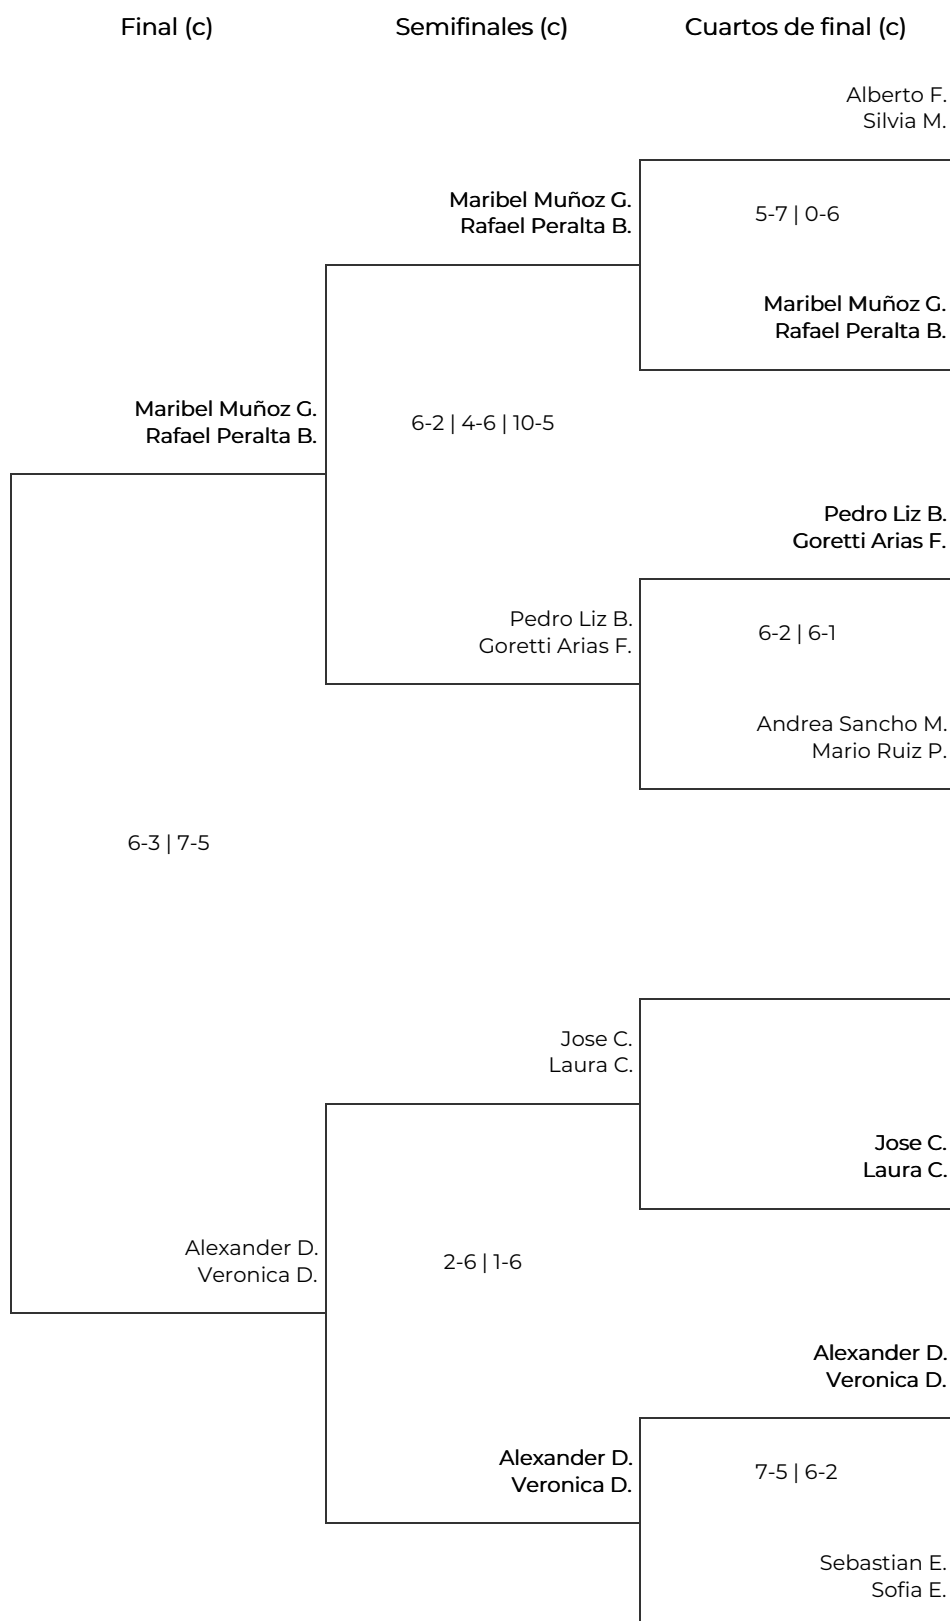 Final (c)
Semifinales (c)
Cuartos de final (c)
Alberto F.
Silvia M.
Maribel Muñoz G.
Rafael Peralta B.
5-7 | 0-6
Maribel Muñoz G.
Rafael Peralta B.
Maribel Muñoz G.
Rafael Peralta B.
6-2 | 4-6 | 10-5
Pedro Liz B.
Goretti Arias F.
Pedro Liz B.
Goretti Arias F.
6-2 | 6-1
Andrea Sancho M.
Mario Ruiz P.
6-3 | 7-5
Jose C.
Laura C.
Jose C.
Laura C.
Alexander D.
Veronica D.
2-6 | 1-6
Alexander D.
Veronica D.
Alexander D.
Veronica D.
7-5 | 6-2
Sebastian E.
Sofia E.